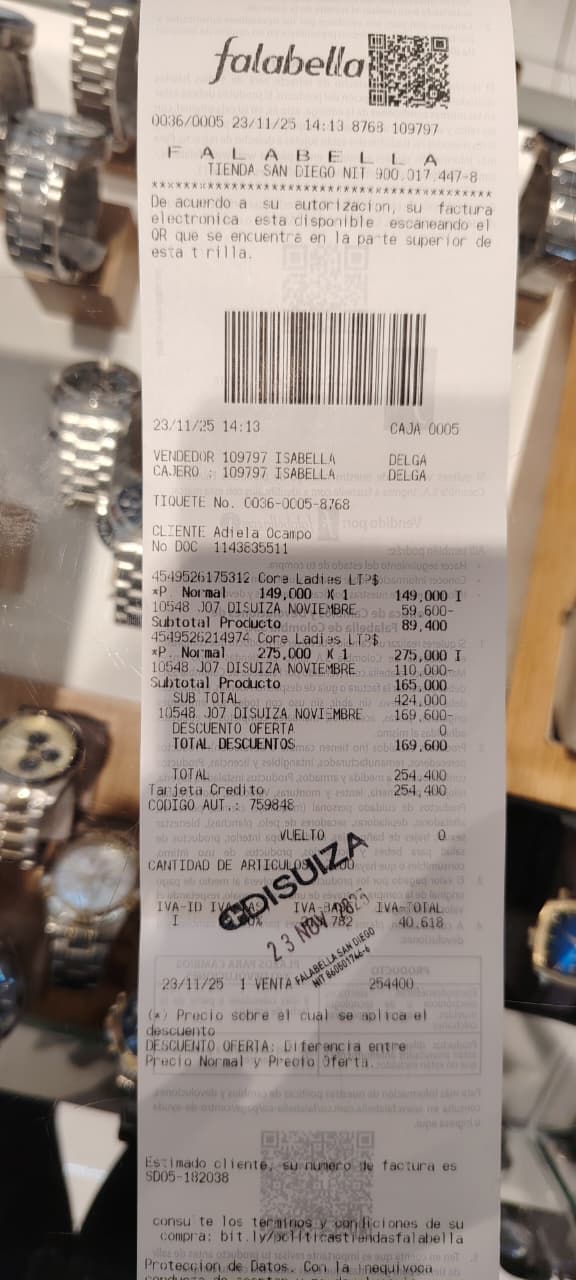 falabella
0036/0005 23/11/25 14:13 8768 109797
F A L A B E L L A
TIENDA SAN DIEGO NIT 900.017.447-8
De acuerdo a su autorizacion, su factura
electronica esta disponible escaneando el
QR que se encuentra en la parte superior de
esta tirilla.
23/11/25 14:13 CAJA 0005
VENDEDOR 109797 ISABELLA DELGA
CAJERO : 109797 ISABELLA DELGA
TIQUETE No. 0036-0005-8768
CLIENTE Adiela Ocampo
No DOC 1143835511
4549526175312 Core Ladies LTP$
*P. Normal 149,000 X 1 149,000 I
10548 J07 DISUIZA NOVIEMBRE 59,600-
Subtotal Producto 89,400
4549526214974 Core Ladies LTP$
*P. Normal 275,000 X 1 275,000 I
10548 J07 DISUIZA NOVIEMBRE 110,000-
Subtotal Producto 165,000
SUB TOTAL 424,000
10548 J07 DISUIZA NOVIEMBRE 169,600-
DESCUENTO OFERTA 0
TOTAL DESCUENTOS 169,600
TOTAL 254,400
Tarjeta Credito 254,400
CODIGO AUT.: 759848
VUELTO 0
CANTIDAD DE ARTICULOS
DISUIZA
23 NOV 2025
FALABELLA SAN DIEGO
NIT
IVA-ID IVA-TOTAL
I 40.618
23/11/25 1 VENTA 254400
(*) Precio sobre el cual se aplica el
descuento
DESCUENTO OFERTA: Diferencia entre
Precio Normal y Precio Oferta.
Estimado cliente, su numero de factura es
SD05-182038
consulte los terminos y condiciones de su
compra: bit.ly/politicastiendasfalabella
Proteccion de Datos. Con la inequivoca